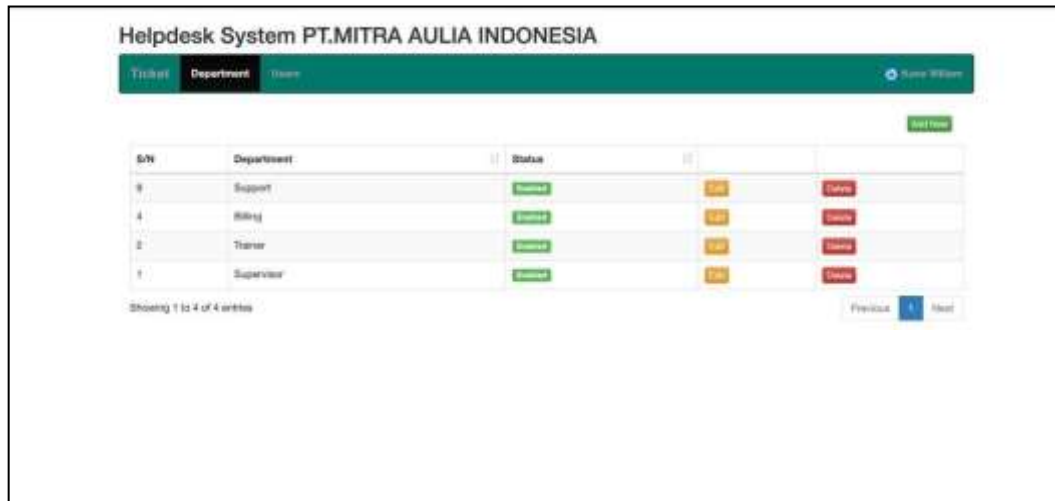 Helpdesk System PT.MITRA AULIA INDONESIA
Ticket Department Users
Add New
S/N Department Status
Support Enabled Edit Delete
4 Billing Enabled Edit Delete
2 Trainer Enabled Edit Delete
1 Supervisor Enabled Edit Delete
Showing 1 to 4 of 4 entries
Previous 1 Next